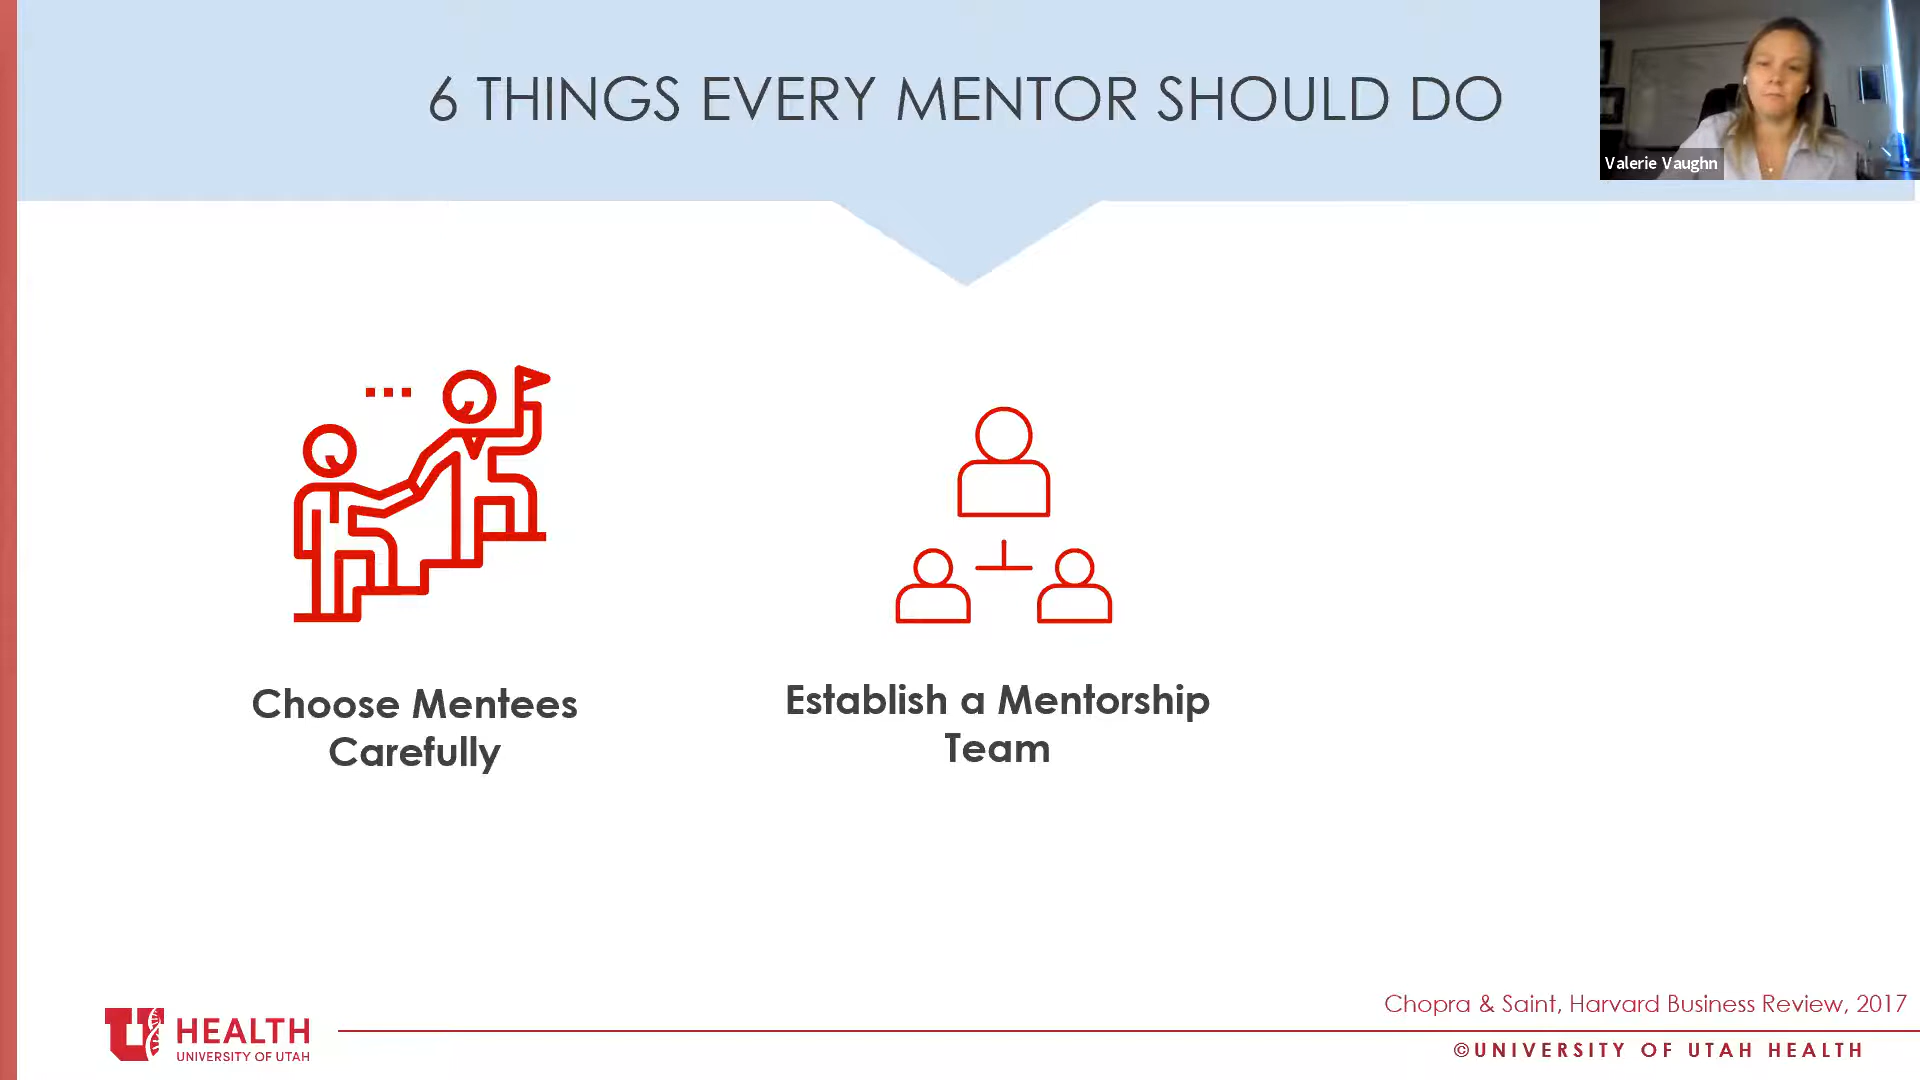 6 THINGS EVERY MENTOR SHOULD DO
Valerie Vaughn
Choose Mentees
Carefully
Establish a Mentorship
Team
Chopra & Saint, Harvard Business Review, 2017
U HEALTH
UNIVERSITY OF UTAH
©UNIVERSITY OF UTAH HEALTH